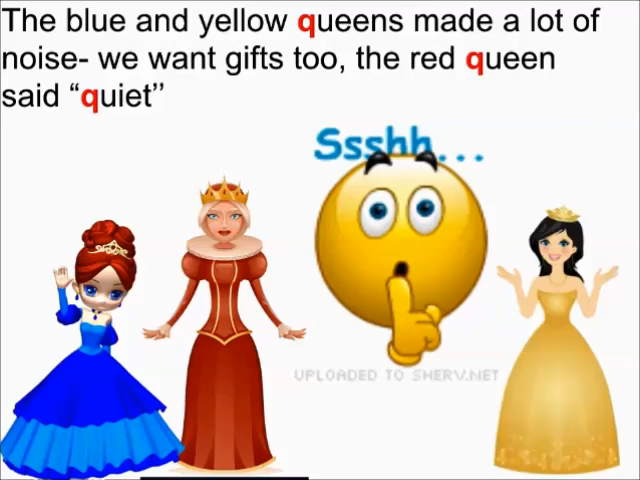 The blue and yellow queens made a lot of
noise- we want gifts too, the red queen
said “quiet’’
Ssshh...
UPLOADED TO SHERV.NET